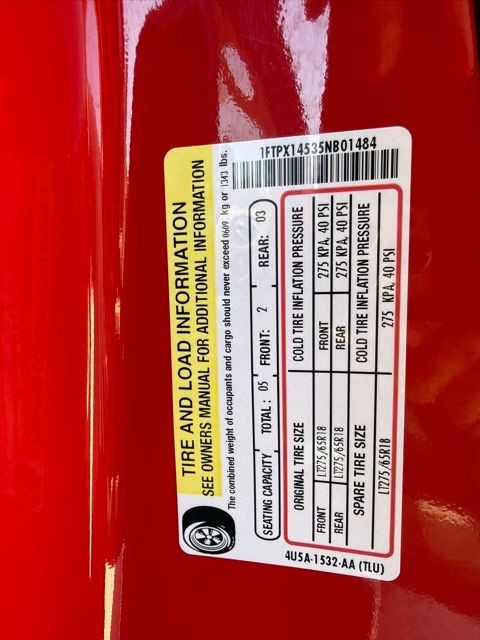 TIRE AND LOAD INFORMATION
SEE OWNERS MANUAL FOR ADDITIONAL INFORMATION
The combined weight of occupants and cargo should never exceed 0609 kg or 1343 lbs.
SEATING CAPACITY TOTAL: 05 FRONT: 2 REAR: 03
ORIGINAL TIRE SIZE COLD TIRE INFLATION PRESSURE
FRONT LT275/65R18 FRONT 275 KPA, 40 PSI
REAR LT275/65R18 REAR 275 KPA, 40 PSI
SPARE TIRE SIZE COLD TIRE INFLATION PRESSURE
LT275/65R18 275 KPA, 40 PSI
4U5A-1532-AA (TLU)
1FTPX14535NB01484